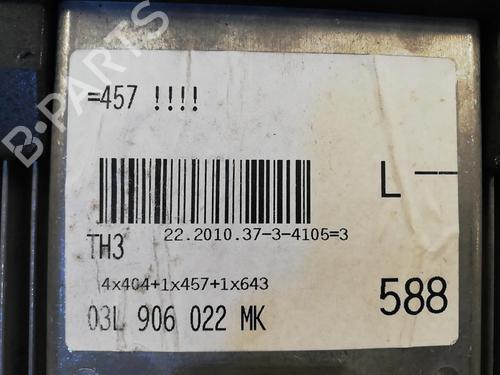 B-PARTS
=457 !!!!
L—
22.2010.37-3-4105=3
TH3
4x404+1x457+1x643
588
03L 906 022 MK